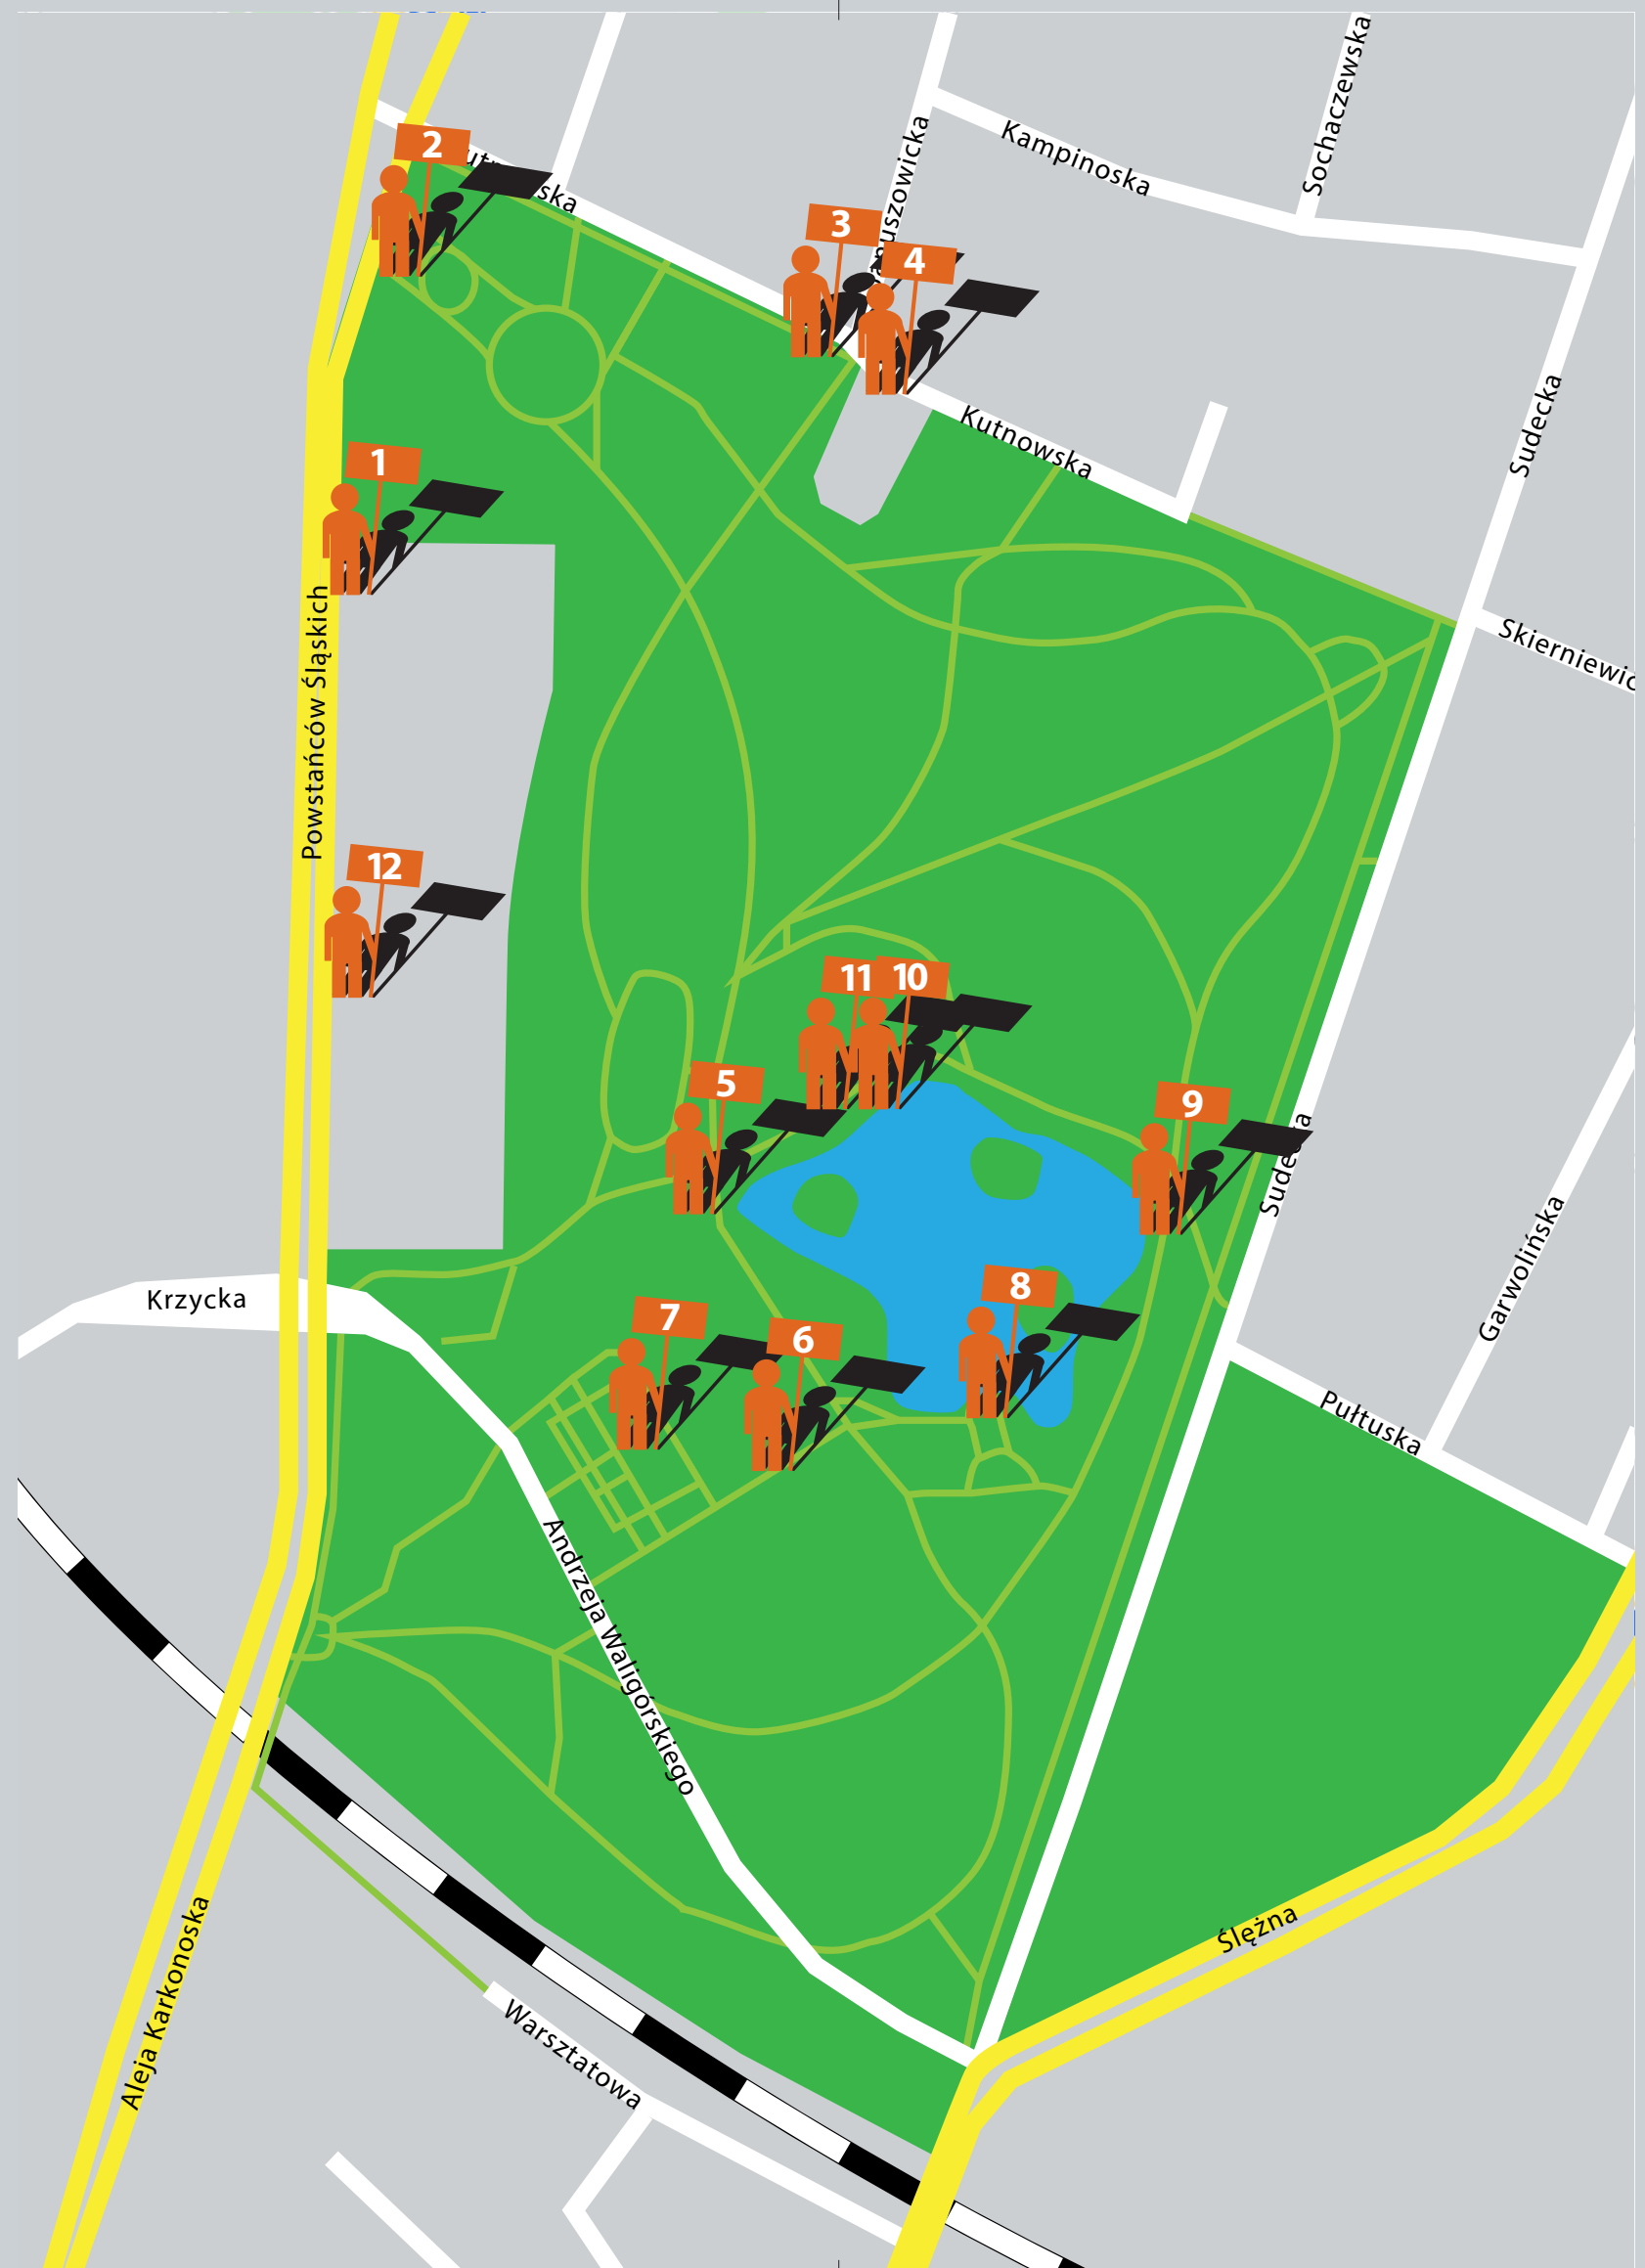 Sochaczewska
Kampinoska
2
3
4
Kutnowska
Sudecka
1
Powstańców Śląskich
12
11
10
5
9
Sudecka
Garwolińska
Krzycka
8
7
6
Pułtuska
Andrzeja Waligórskiego
Aleja Karkonoska
Ślężna
Warsztatowa